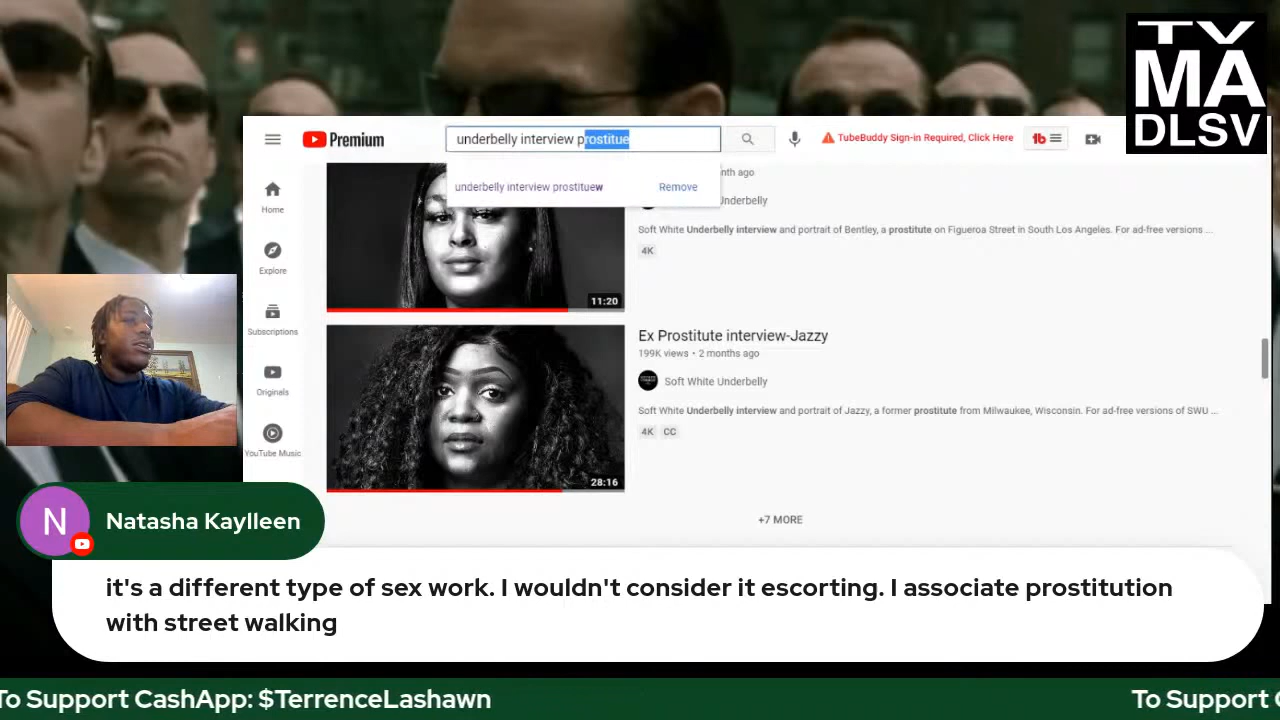 TV
MA
DLSV
Premium
underbelly interview prostitue
TubeBuddy Sign-in Required, Click Here
underbelly interview prostituew
Remove
nth ago
Underbelly
Soft White Underbelly interview and portrait of Bentley, a prostitute on Figueroa Street in South Los Angeles. For ad-free versions ...
4K
11:20
Home
Explore
Subscriptions
Originals
YouTube Music
Ex Prostitute interview-Jazzy
199K views • 2 months ago
Soft White Underbelly
Soft White Underbelly interview and portrait of Jazzy, a former prostitute from Milwaukee, Wisconsin. For ad-free versions of SWU ...
4K CC
28:16
+7 MORE
N
Natasha Kaylleen
it's a different type of sex work. I wouldn't consider it escorting. I associate prostitution
with street walking
To Support CashApp: $TerrenceLashawn
To Support C